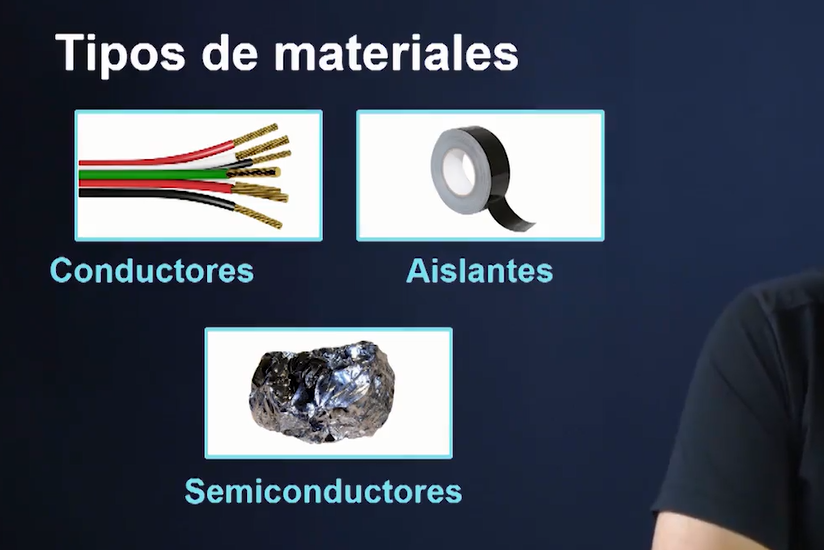 Tipos de materiales
Conductores
Aislantes
Semiconductores